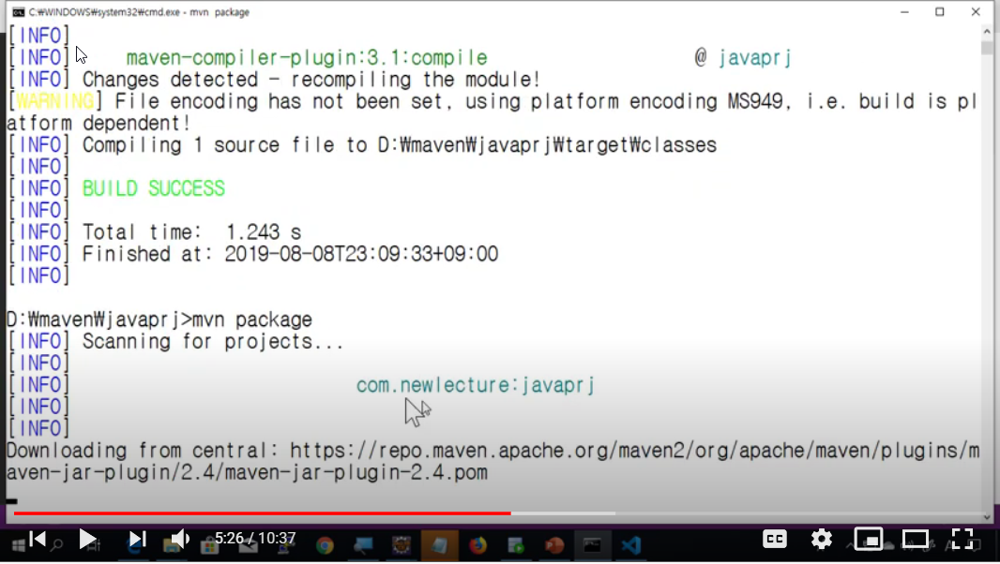 C:₩WINDOWS₩system32₩cmd.exe - mvn  package
[INFO]
[INFO] maven-compiler-plugin:3.1:compile @ javaprj
[INFO] Changes detected - recompiling the module!
[WARNING] File encoding has not been set, using platform encoding MS949, i.e. build is pl
atform dependent!
[INFO] Compiling 1 source file to D:₩maven₩javaprj₩target₩classes
[INFO]
[INFO] BUILD SUCCESS
[INFO]
[INFO] Total time:  1.243 s
[INFO] Finished at: 2019-08-08T23:09:33+09:00
[INFO]
D:₩maven₩javaprj>mvn package
[INFO] Scanning for projects...
[INFO]
[INFO] com.newlecture:javaprj
[INFO]
[INFO]
Downloading from central: https://repo.maven.apache.org/maven2/org/apache/maven/plugins/m
aven-jar-plugin/2.4/maven-jar-plugin-2.4.pom
5:26 / 10:37
CC